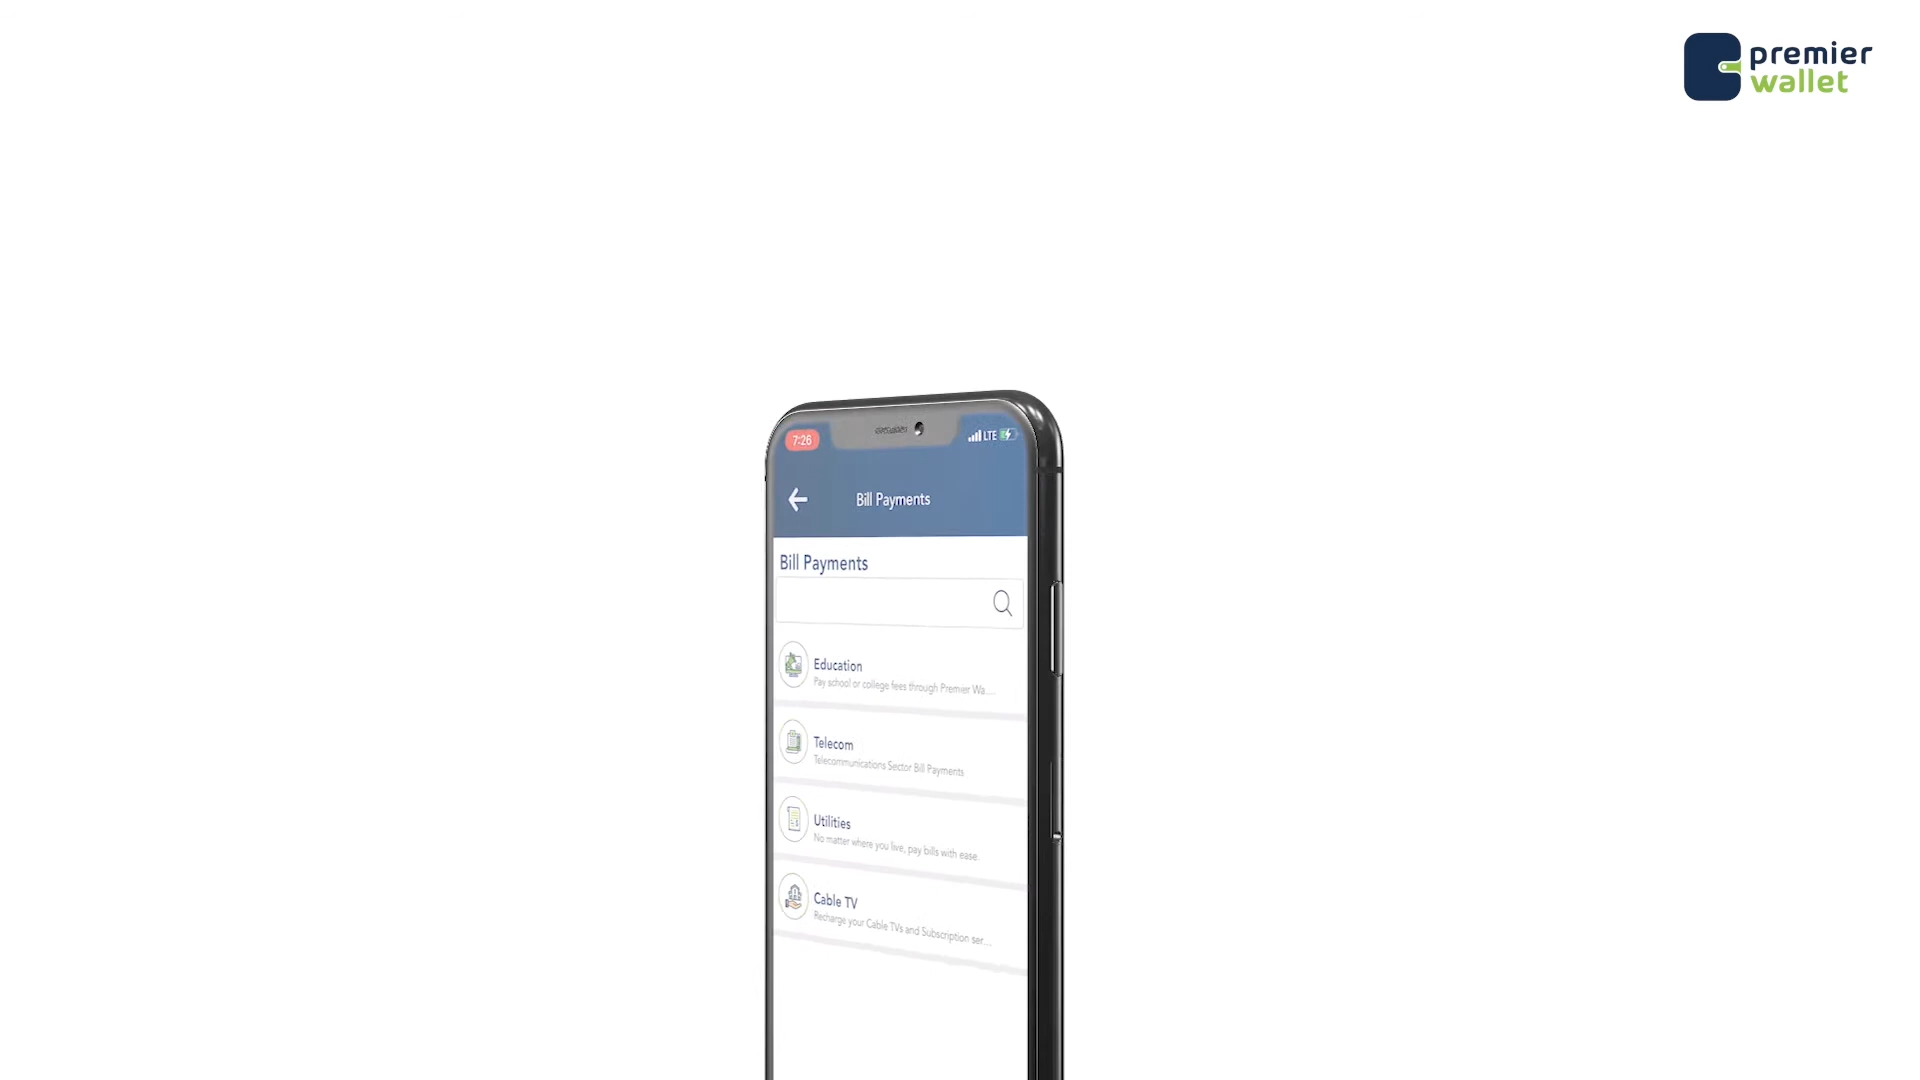 premier
wallet
7:26
LTE
Bill Payments
Bill Payments
Education
Pay school or college fees through Premier Wa....
Telecom
Telecommunications Sector Bill Payments
Utilities
No matter where you live, pay bills with ease.
Cable TV
Recharge your Cable TVs and Subscription ser...